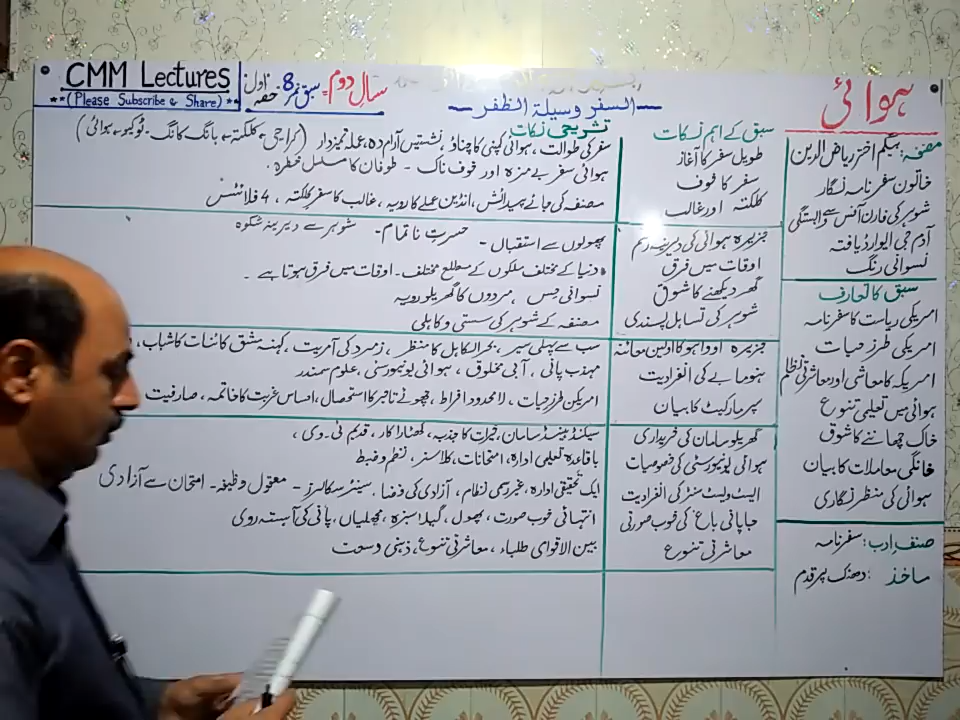 CMM Lectures
(Please Subscribe & Share)
سال دوم۔ سبق نمبر 8 حصہ اول
السفر وسیلۃ الظفر
ہوائی
مصنفہ: بیگم اختر ریاض الدین
خاتون سفرنامہ نگار
شوہر کی فارن آفس سے وابستگی
آدم جی ایوارڈ یافتہ
نسوانی رنگ
سبق کا تعارف
امریکی ریاست کا سفرنامہ
امریکی طرز حیات
امریکہ کا معاشی اور معاشرتی نظام
ہوائی میں تعلیمی تنوع
خاک چھاننے کا شوق
خانگی معاملات کا بیان
ہوائی کی منظر نگاری
صنف ادب: سفرنامہ
ماخذ: دھنک پر قدم
سبق کے اہم نکات
طویل سفر کا آغاز
سفر کا خوف
کلکتہ اور غالب
جزیرہ ہوائی کی دیرینہ رسم
اوقات میں فرق
گھر دیکھنے کا شوق
شوہر کی تساہل پسندی
جزیرہ اوواہو کا اولین معائنہ
ہنوما بے کی انفرادیت
سپر مارکیٹ کا بیان
گھریلو سامان کی خریداری
ہوائی یونیورسٹی کی خصوصیات
ایسٹ ویسٹ سنٹر کی انفرادیت
جاپانی باغ کی خوب صورتی
معاشرتی تنوع
تشریحی نکات
سفر کی طوالت، ہوائی کمپنی کا چناؤ، نشستیں آرام دہ، عملہ تمیزدار (کراچی، کلکتہ، ہانگ کانگ۔ ٹوکیو، ہوائی)
ہوائی سفر بے مزہ اور خوف ناک۔ طوفان کا مسلسل خطرہ۔
مصنفہ کی جائے پیدائش، انڈین عملے کا رویہ، غالب کا سفر کلکتہ، 4 فلائٹس
پھولوں سے استقبال۔ حسرت ناتمام۔ شوہر سے دیرینہ شکوہ
دنیا کے مختلف ملکوں کے مطلع مختلف۔ اوقات میں فرق ہوتا ہے۔
نسوانی حس، مردوں کا گھریلو رویہ
مصنفہ کے شوہر کی سستی و کاہلی
سب سے پہلی سیر، بحرالکاہل کا منظر، زمرد کی آمریت، کہنہ مشق کائنات کا شباب،
مہذب پانی، آبی مخلوق، ہوائی یونیورسٹی، علوم سمندر
امریکن طرز حیات، لامحدود افراط، چھوٹے تاجر کا استحصال، احساس غربت کا خاتمہ، صارفیت
سیکنڈ ہینڈ سامان، خیرات کا جذبہ، کھٹارا کار، قدیم ٹی۔وی،
باقاعدہ تعلیمی ادارہ، امتحانات، کلاسز، نظم و ضبط
ایک تحقیقی ادارہ، غیر رسمی نظام، آزادی کی فضا، سینئر سکالرز۔ معقول وظیفہ۔ امتحان سے آزادی
انتہائی خوب صورت، پھول، گیلا سبزہ، مچھلیاں، پانی کی آہستہ روی
بین الاقوامی طلباء، معاشرتی تنوع، ذہنی وسعت